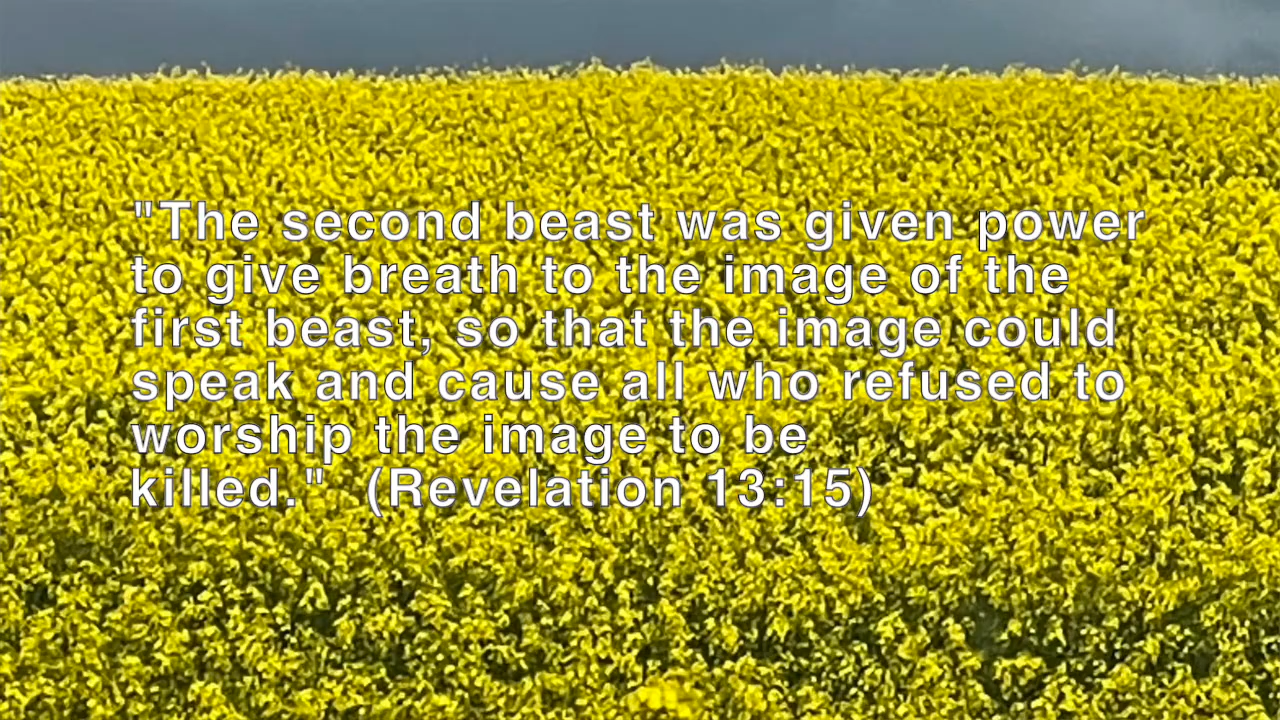 "The second beast was given power
to give breath to the image of the
first beast, so that the image could
speak and cause all who refused to
worship the image to be
killed."  (Revelation 13:15)